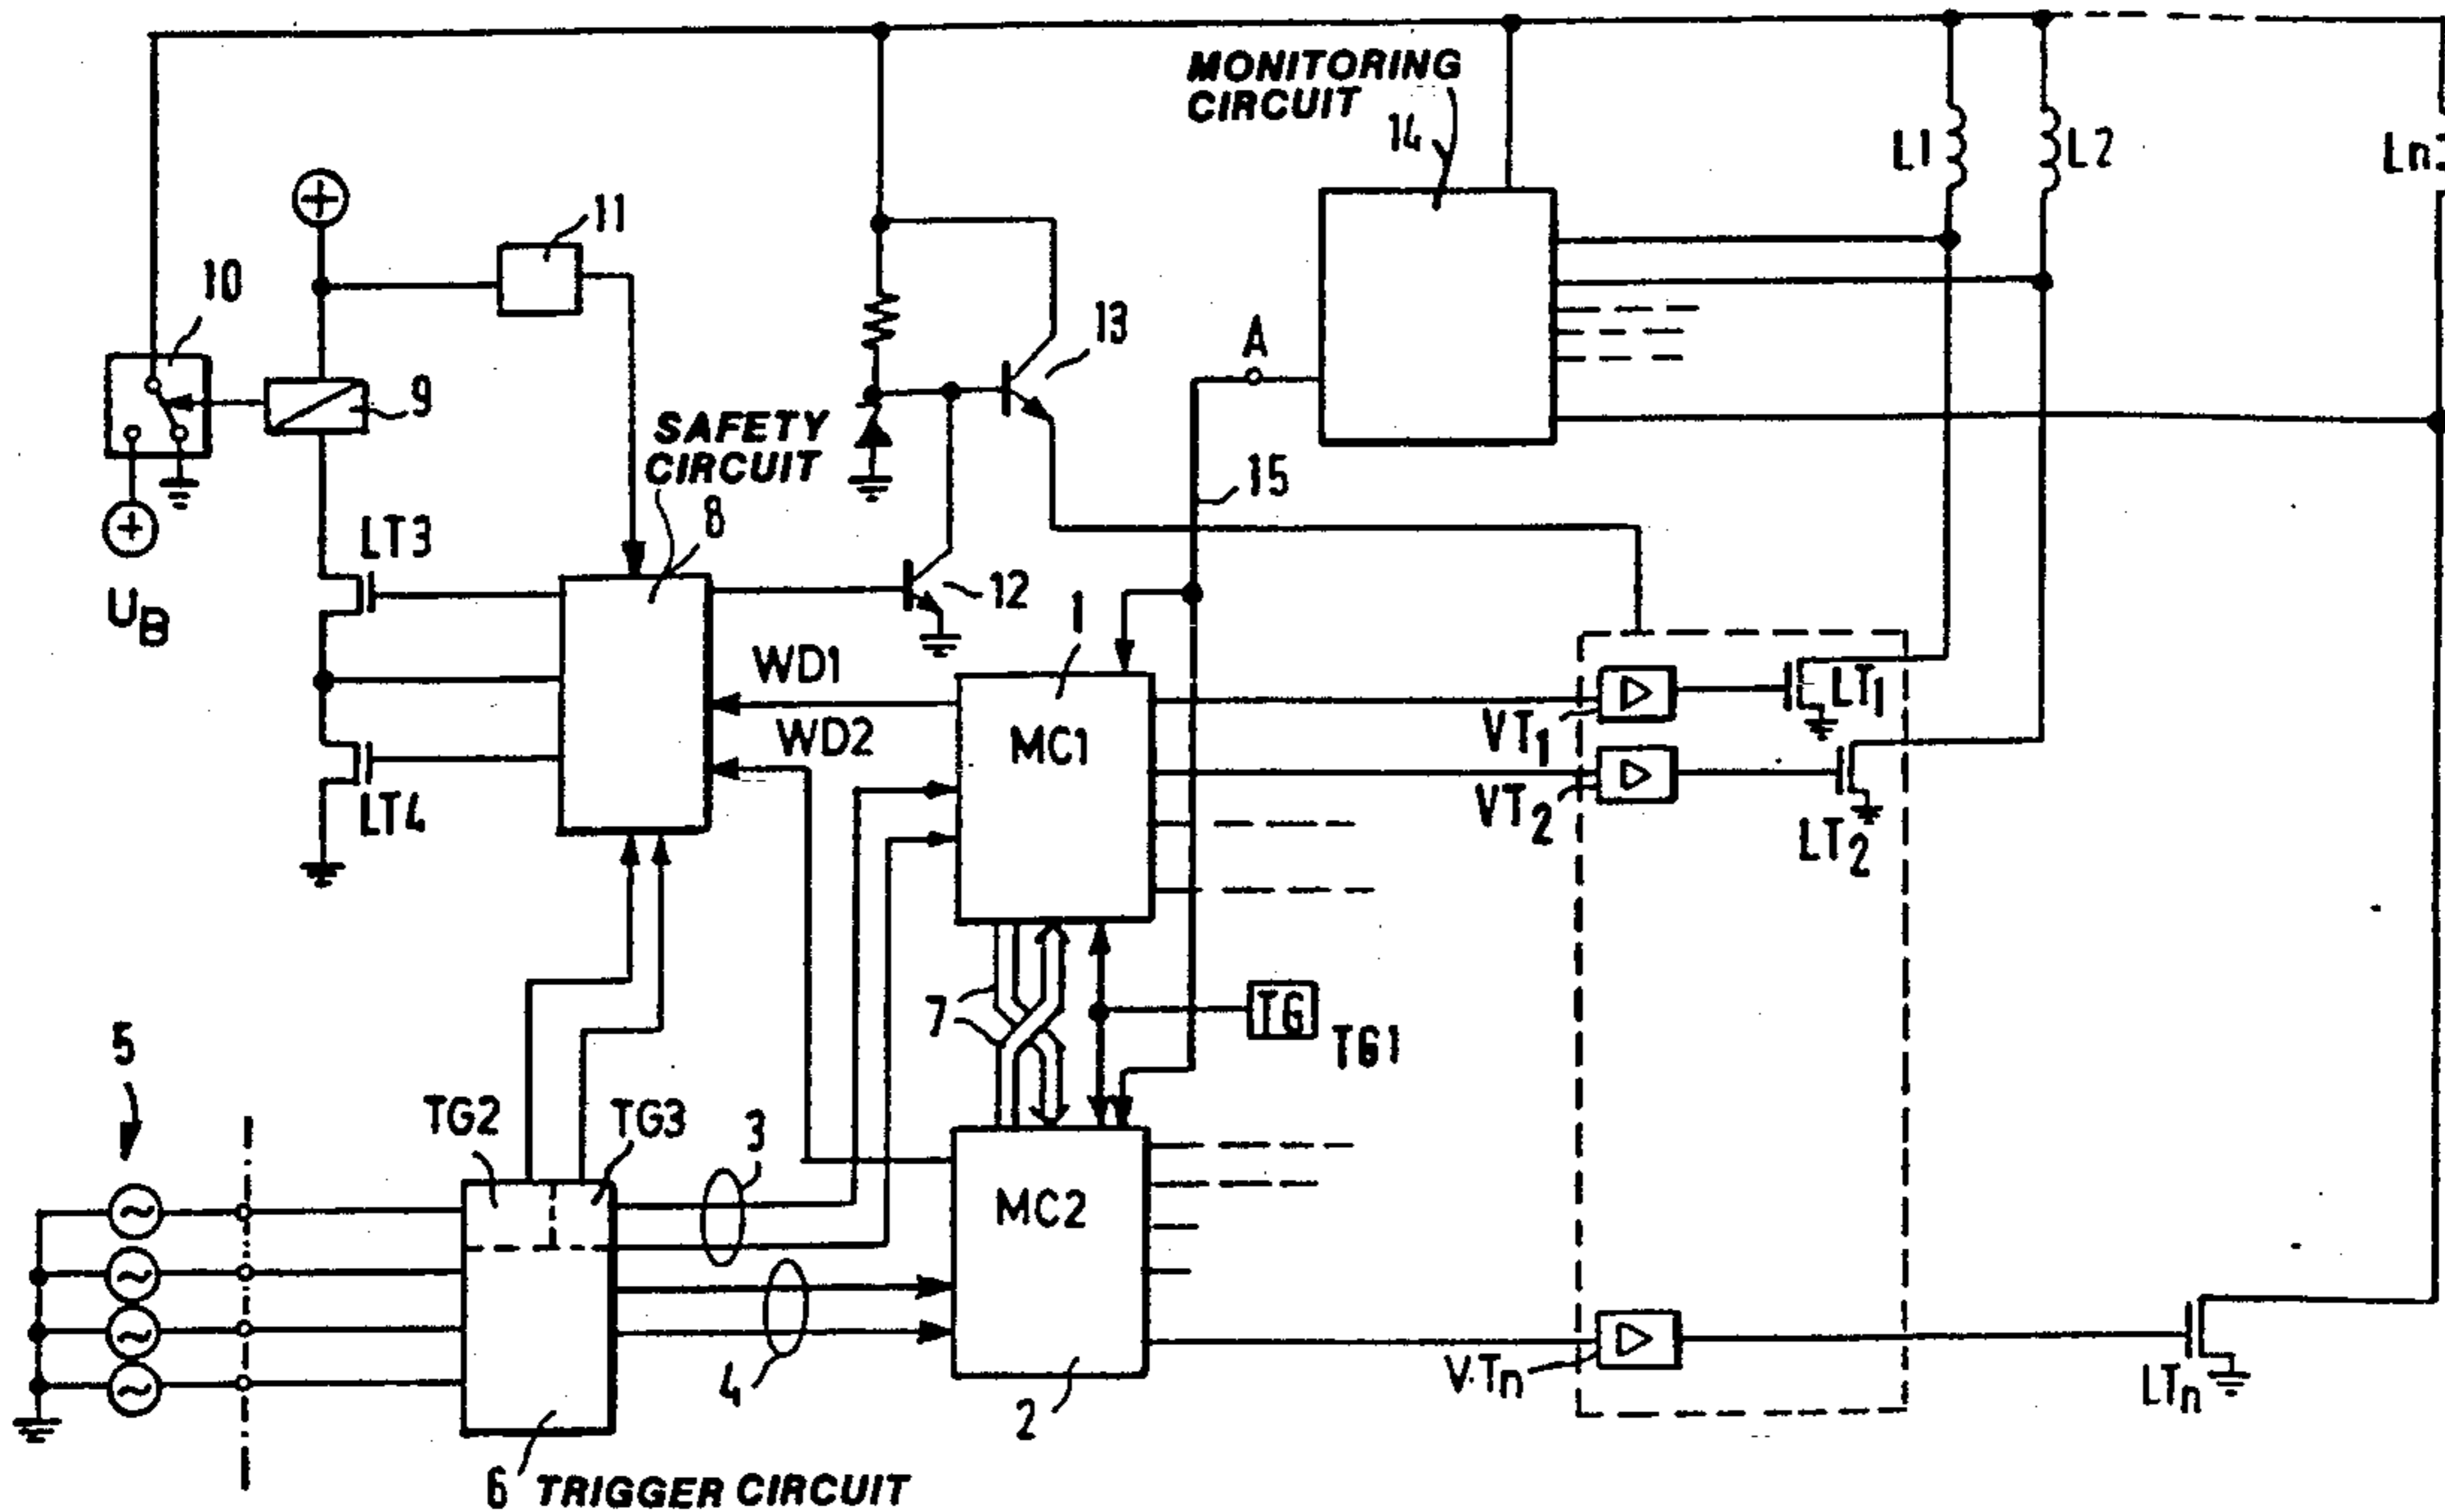 MONITORING
CIRCUIT
14
L1
L2
Ln
11
10
13
A
9
SAFETY
CIRCUIT
8
15
LT3
12
UB
1
WD1
LT1
WD2
MC1
VT1
LT4
VT2
LT2
7
TG
TG1
5
TG2
TG3
3
MC2
4
VTn
LTn
2
6
TRIGGER CIRCUIT